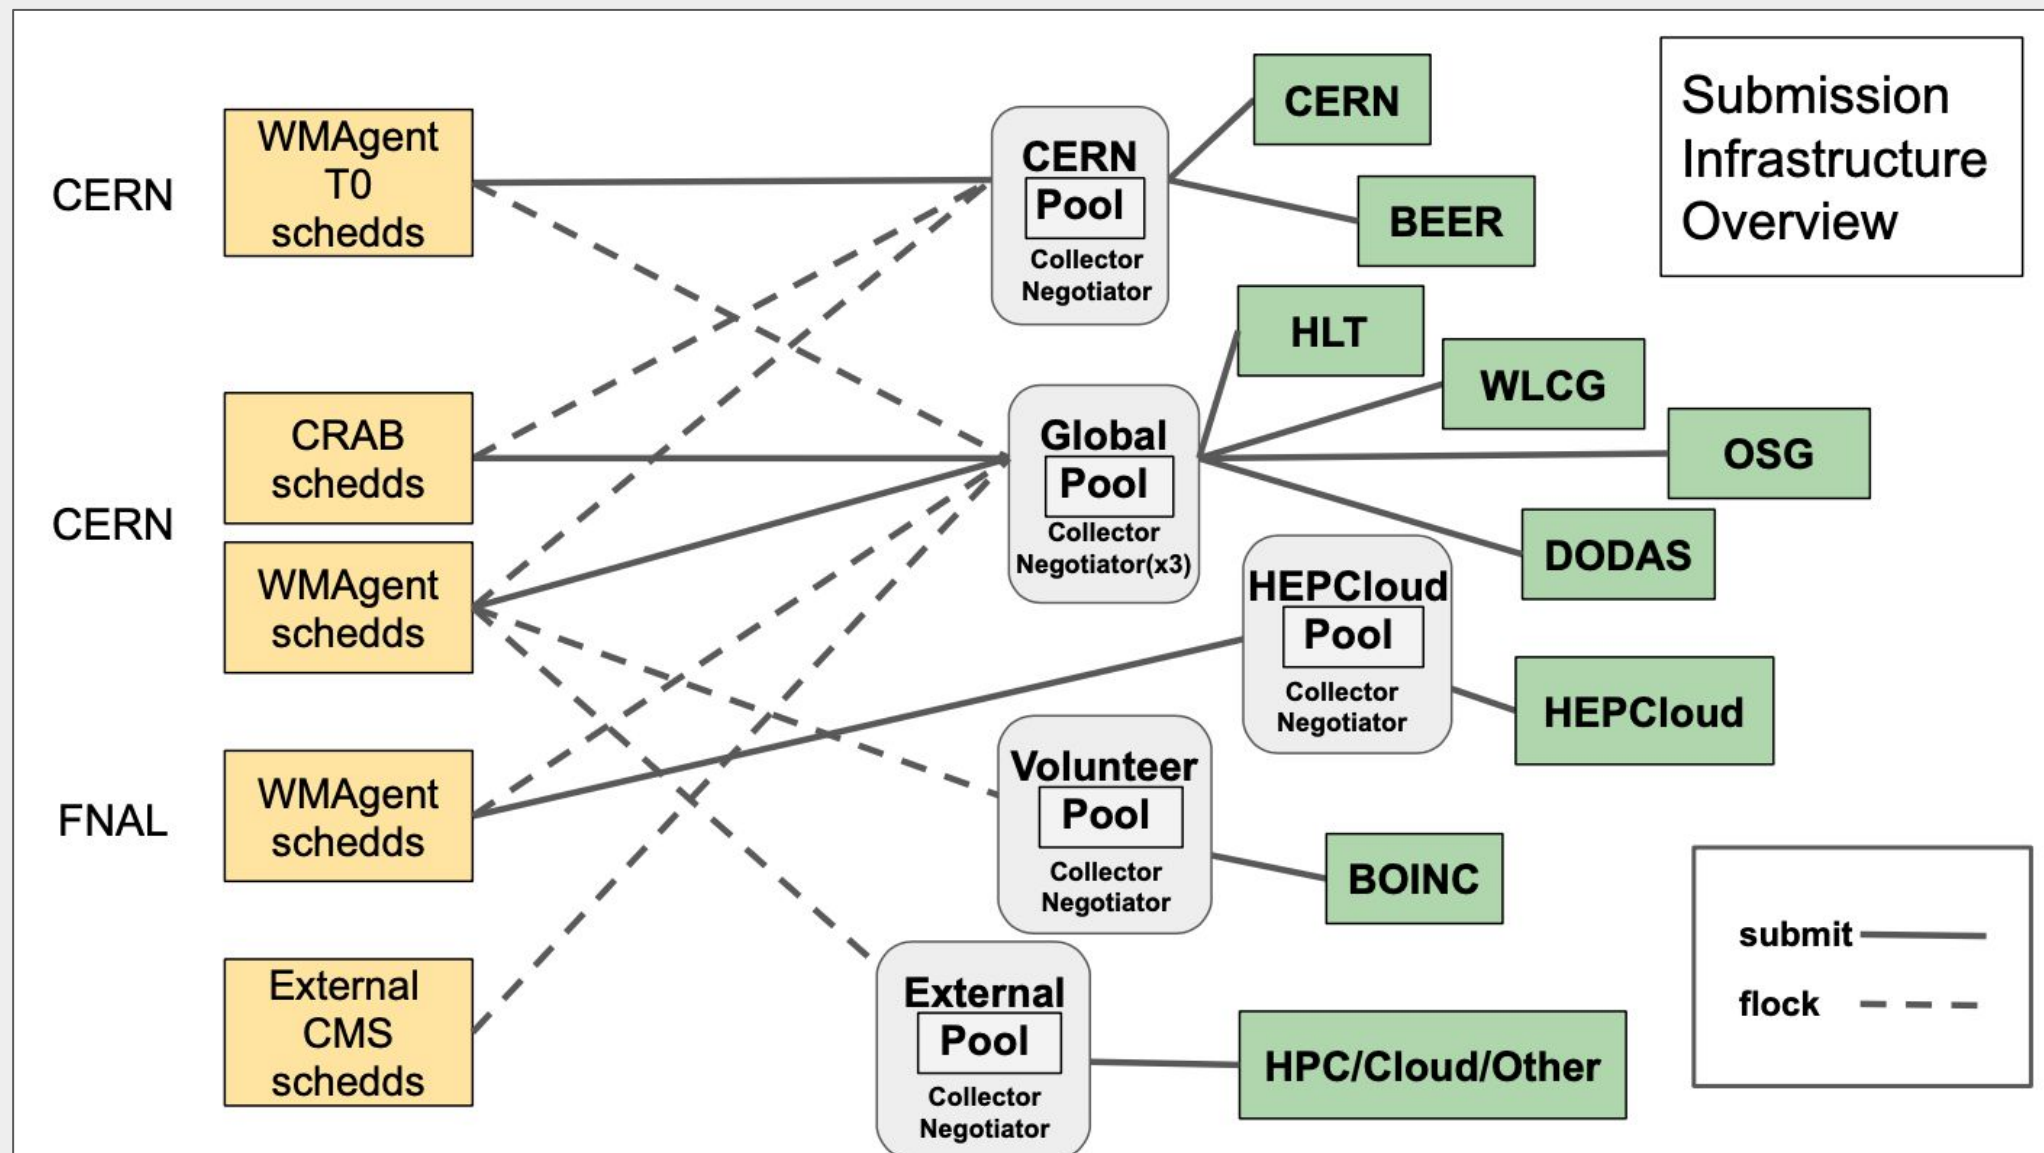 Submission
Infrastructure
Overview
CERN
WMAgent
T0
schedds
CERN
CRAB
schedds
WMAgent
schedds
FNAL
WMAgent
schedds
External
CMS
schedds
CERN
Pool
Collector
Negotiator
Global
Pool
Collector
Negotiator(x3)
HEPCloud
Pool
Collector
Negotiator
Volunteer
Pool
Collector
Negotiator
External
Pool
Collector
Negotiator
CERN
BEER
HLT
WLCG
OSG
DODAS
HEPCloud
BOINC
HPC/Cloud/Other
submit
flock